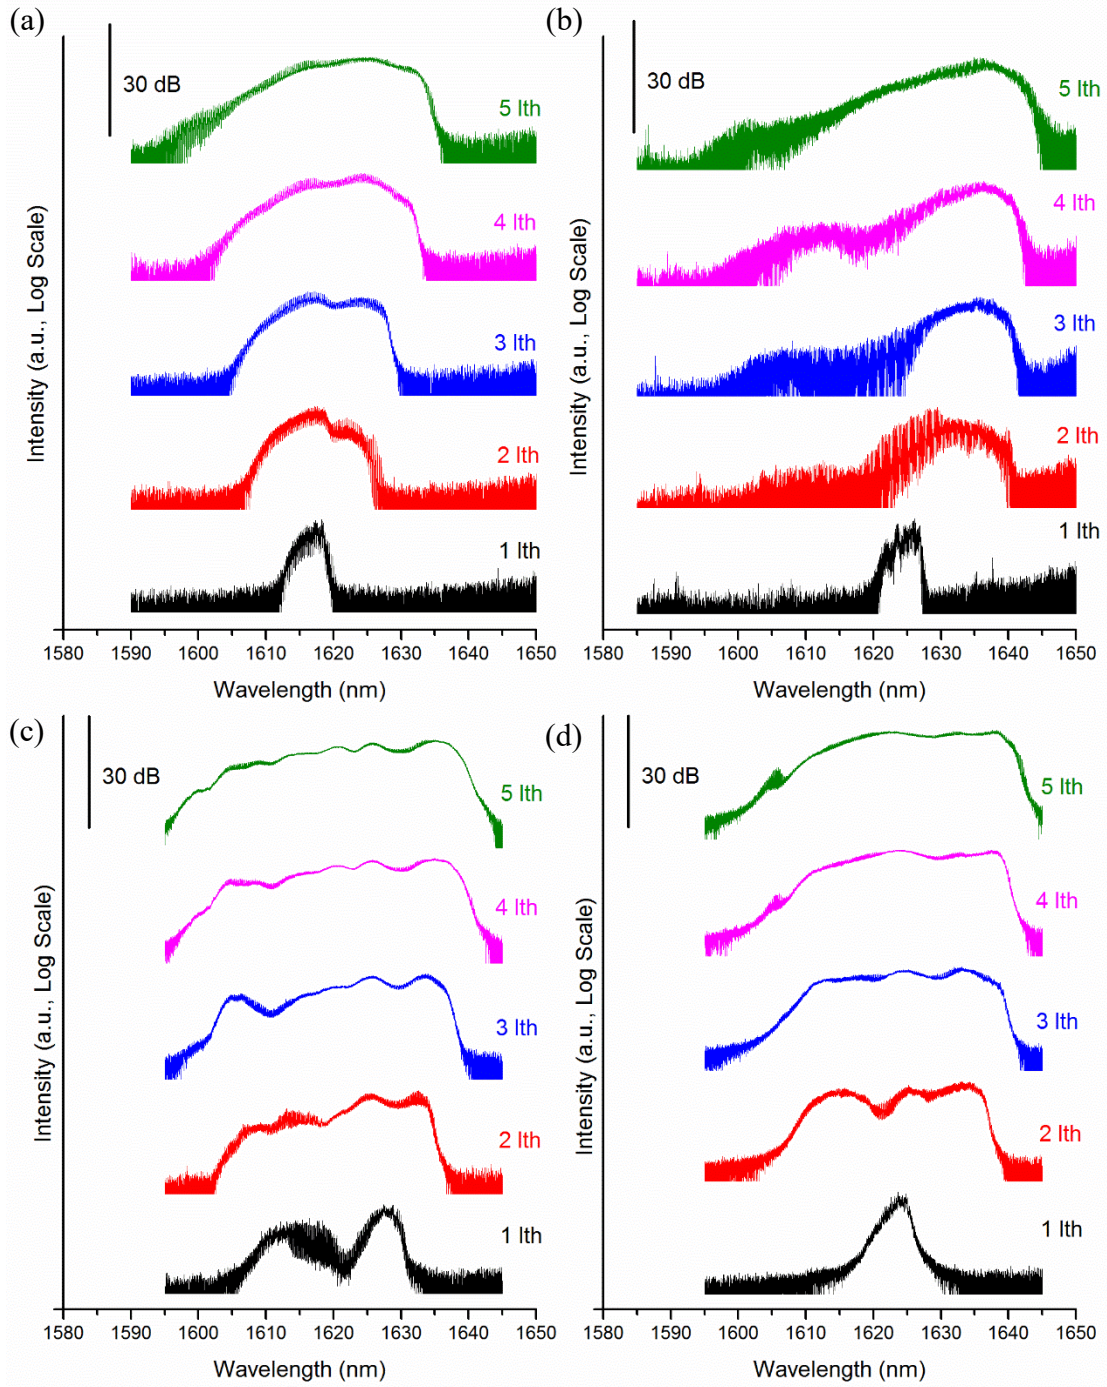 (a)
30 dB
5 Ith
4 Ith
3 Ith
2 Ith
1 Ith
Intensity (a.u., Log Scale)
1580 1590 1600 1610 1620 1630 1640 1650
Wavelength (nm)
(b)
30 dB
5 Ith
4 Ith
3 Ith
2 Ith
1 Ith
Intensity (a.u., Log Scale)
1580 1590 1600 1610 1620 1630 1640 1650
Wavelength (nm)
(c)
30 dB
5 Ith
4 Ith
3 Ith
2 Ith
1 Ith
Intensity (a.u., Log Scale)
1580 1590 1600 1610 1620 1630 1640 1650
Wavelength (nm)
(d)
30 dB
5 Ith
4 Ith
3 Ith
2 Ith
1 Ith
Intensity (a.u., Log Scale)
1580 1590 1600 1610 1620 1630 1640 1650
Wavelength (nm)